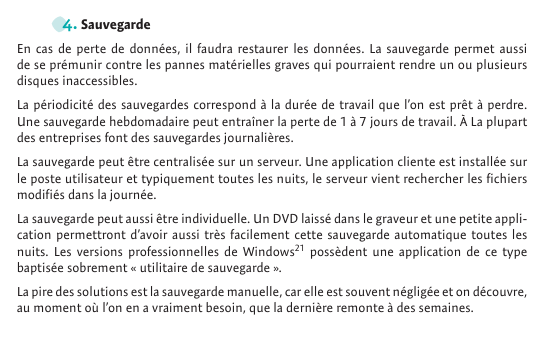 4. Sauvegarde
En cas de perte de données, il faudra restaurer les données. La sauvegarde permet aussi
de se prémunir contre les pannes matérielles graves qui pourraient rendre un ou plusieurs
disques inaccessibles.
La périodicité des sauvegardes correspond à la durée de travail que l'on est prêt à perdre.
Une sauvegarde hebdomadaire peut entraîner la perte de 1 à 7 jours de travail. À La plupart
des entreprises font des sauvegardes journalières.
La sauvegarde peut être centralisée sur un serveur. Une application cliente est installée sur
le poste utilisateur et typiquement toutes les nuits, le serveur vient rechercher les fichiers
modifiés dans la journée.
La sauvegarde peut aussi être individuelle. Un DVD laissé dans le graveur et une petite appli-
cation permettront d'avoir aussi très facilement cette sauvegarde automatique toutes les
nuits. Les versions professionnelles de Windows21 possèdent une application de ce type
baptisée sobrement « utilitaire de sauvegarde ».
La pire des solutions est la sauvegarde manuelle, car elle est souvent négligée et on découvre,
au moment où l'on en a vraiment besoin, que la dernière remonte à des semaines.